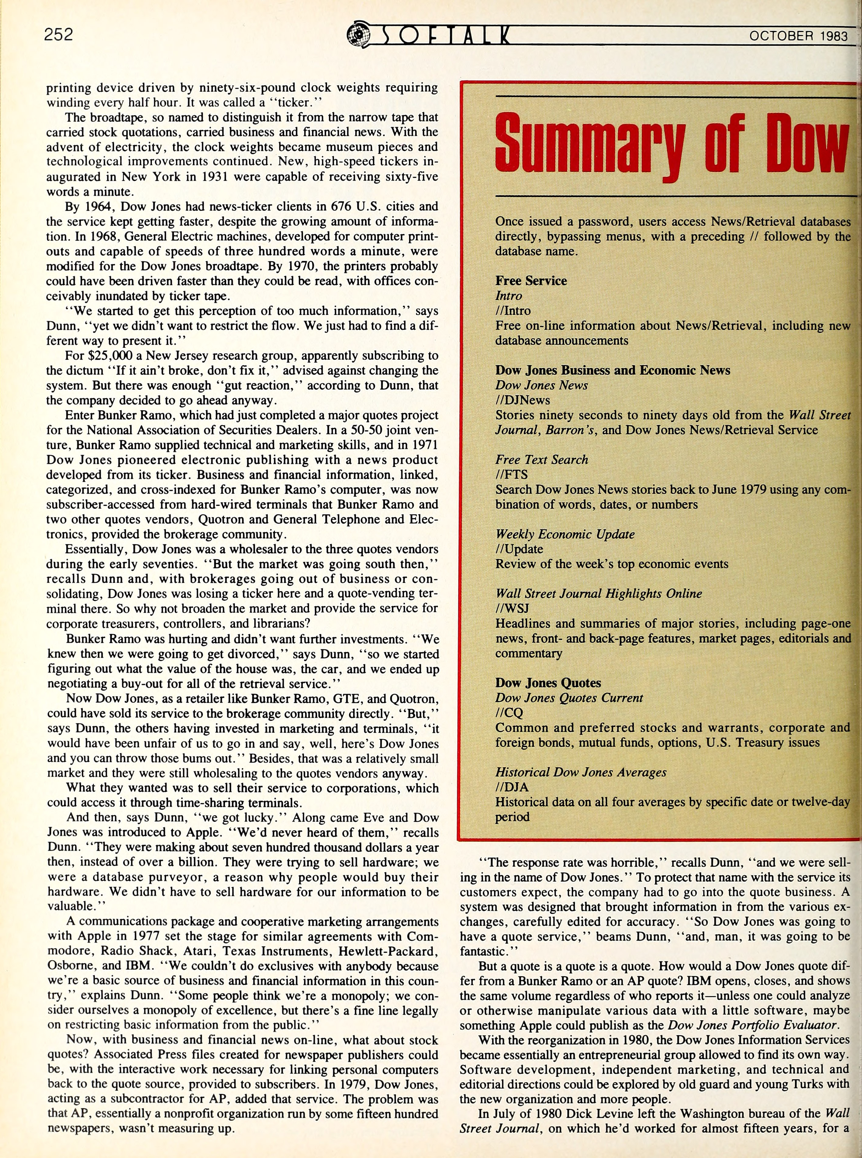 252
SOFTALK
OCTOBER 1983
printing device driven by ninety-six-pound clock weights requiring
winding every half hour. It was called a ‘‘ticker.’’
The broadtape, so named to distinguish it from the narrow tape that
carried stock quotations, carried business and financial news. With the
advent of electricity, the clock weights became museum pieces and
technological improvements continued. New, high-speed tickers in-
augurated in New York in 1931 were capable of receiving sixty-five
words a minute.
By 1964, Dow Jones had news-ticker clients in 676 U.S. cities and
the service kept getting faster, despite the growing amount of informa-
tion. In 1968, General Electric machines, developed for computer print-
outs and capable of speeds of three hundred words a minute, were
modified for the Dow Jones broadtape. By 1970, the printers probably
could have been driven faster than they could be read, with offices con-
ceivably inundated by ticker tape.
‘‘We started to get this perception of too much information,’’ says
Dunn, ‘‘yet we didn’t want to restrict the flow. We just had to find a dif-
ferent way to present it.’’
For $25,000 a New Jersey research group, apparently subscribing to
the dictum ‘‘If it ain’t broke, don’t fix it,’’ advised against changing the
system. But there was enough ‘‘gut reaction,’’ according to Dunn, that
the company decided to go ahead anyway.
Enter Bunker Ramo, which had just completed a major quotes project
for the National Association of Securities Dealers. In a 50-50 joint ven-
ture, Bunker Ramo supplied technical and marketing skills, and in 1971
Dow Jones pioneered electronic publishing with a news product
developed from its ticker. Business and financial information, linked,
categorized, and cross-indexed for Bunker Ramo’s computer, was now
subscriber-accessed from hard-wired terminals that Bunker Ramo and
two other quotes vendors, Quotron and General Telephone and Elec-
tronics, provided the brokerage community.
Essentially, Dow Jones was a wholesaler to the three quotes vendors
during the early seventies. ‘‘But the market was going south then,’’
recalls Dunn and, with brokerages going out of business or con-
solidating, Dow Jones was losing a ticker here and a quote-vending ter-
minal there. So why not broaden the market and provide the service for
corporate treasurers, controllers, and librarians?
Bunker Ramo was hurting and didn’t want further investments. ‘‘We
knew then we were going to get divorced,’’ says Dunn, ‘‘so we started
figuring out what the value of the house was, the car, and we ended up
negotiating a buy-out for all of the retrieval service.’’
Now Dow Jones, as a retailer like Bunker Ramo, GTE, and Quotron,
could have sold its service to the brokerage community directly. ‘‘But,’’
says Dunn, the others having invested in marketing and terminals, ‘‘it
would have been unfair of us to go in and say, well, here’s Dow Jones
and you can throw those bums out.’’ Besides, that was a relatively small
market and they were still wholesaling to the quotes vendors anyway.
What they wanted was to sell their service to corporations, which
could access it through time-sharing terminals.
And then, says Dunn, ‘‘we got lucky.’’ Along came Eve and Dow
Jones was introduced to Apple. ‘‘We’d never heard of them,’’ recalls
Dunn. ‘‘They were making about seven hundred thousand dollars a year
then, instead of over a billion. They were trying to sell hardware; we
were a database purveyor, a reason why people would buy their
hardware. We didn’t have to sell hardware for our information to be
valuable.’’
A communications package and cooperative marketing arrangements
with Apple in 1977 set the stage for similar agreements with Com-
modore, Radio Shack, Atari, Texas Instruments, Hewlett-Packard,
Osborne, and IBM. ‘‘We couldn’t do exclusives with anybody because
we’re a basic source of business and financial information in this coun-
try,’’ explains Dunn. ‘‘Some people think we’re a monopoly; we con-
sider ourselves a monopoly of excellence, but there’s a fine line legally
on restricting basic information from the public.’’
Now, with business and financial news on-line, what about stock
quotes? Associated Press files created for newspaper publishers could
be, with the interactive work necessary for linking personal computers
back to the quote source, provided to subscribers. In 1979, Dow Jones,
acting as a subcontractor for AP, added that service. The problem was
that AP, essentially a nonprofit organization run by some fifteen hundred
newspapers, wasn’t measuring up.
Summary of Dow
Once issued a password, users access News/Retrieval databases
directly, bypassing menus, with a preceding // followed by the
database name.
Free Service
Intro
//Intro
Free on-line information about News/Retrieval, including new
database announcements
Dow Jones Business and Economic News
Dow Jones News
//DJNews
Stories ninety seconds to ninety days old from the Wall Street
Journal, Barron’s, and Dow Jones News/Retrieval Service
Free Text Search
//FTS
Search Dow Jones News stories back to June 1979 using any com-
bination of words, dates, or numbers
Weekly Economic Update
//Update
Review of the week’s top economic events
Wall Street Journal Highlights Online
//WSJ
Headlines and summaries of major stories, including page-one
news, front- and back-page features, market pages, editorials and
commentary
Dow Jones Quotes
Dow Jones Quotes Current
//CQ
Common and preferred stocks and warrants, corporate and
foreign bonds, mutual funds, options, U.S. Treasury issues
Historical Dow Jones Averages
//DJA
Historical data on all four averages by specific date or twelve-day
period
‘‘The response rate was horrible,’’ recalls Dunn, ‘‘and we were sell-
ing in the name of Dow Jones.’’ To protect that name with the service its
customers expect, the company had to go into the quote business. A
system was designed that brought information in from the various ex-
changes, carefully edited for accuracy. ‘‘So Dow Jones was going to
have a quote service,’’ beams Dunn, ‘‘and, man, it was going to be
fantastic.’’
But a quote is a quote is a quote. How would a Dow Jones quote dif-
fer from a Bunker Ramo or an AP quote? IBM opens, closes, and shows
the same volume regardless of who reports it—unless one could analyze
or otherwise manipulate various data with a little software, maybe
something Apple could publish as the Dow Jones Portfolio Evaluator.
With the reorganization in 1980, the Dow Jones Information Services
became essentially an entrepreneurial group allowed to find its own way.
Software development, independent marketing, and technical and
editorial directions could be explored by old guard and young Turks with
the new organization and more people.
In July of 1980 Dick Levine left the Washington bureau of the Wall
Street Journal, on which he’d worked for almost fifteen years, for a